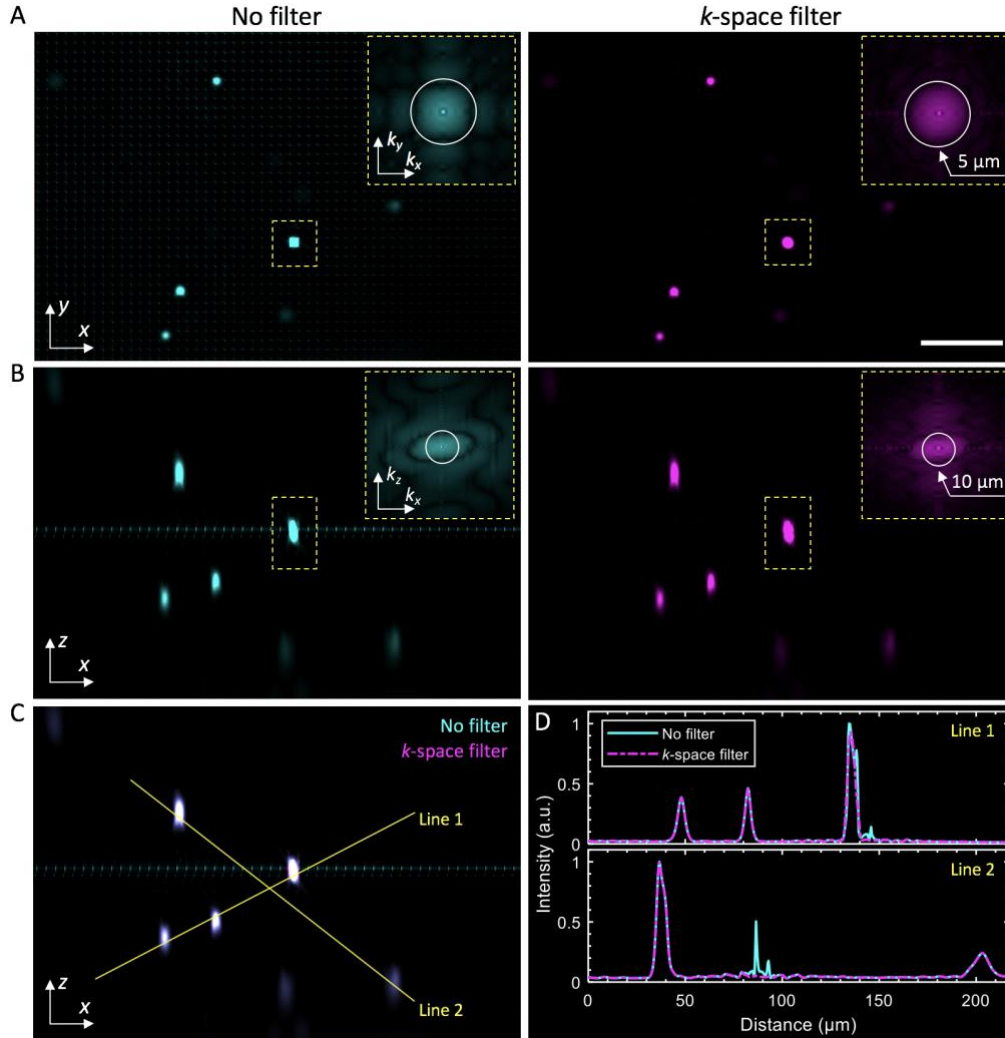 A
No filter
k-space filter
ky
kx
5 µm
y
x
B
kz
kx
10 µm
z
x
C
No filter
k-space filter
Line 1
Line 2
z
x
D
No filter
k-space filter
Line 1
1
0.5
0
Line 2
1
0.5
0
Intensity (a.u.)
0 50 100 150 200
Distance (µm)